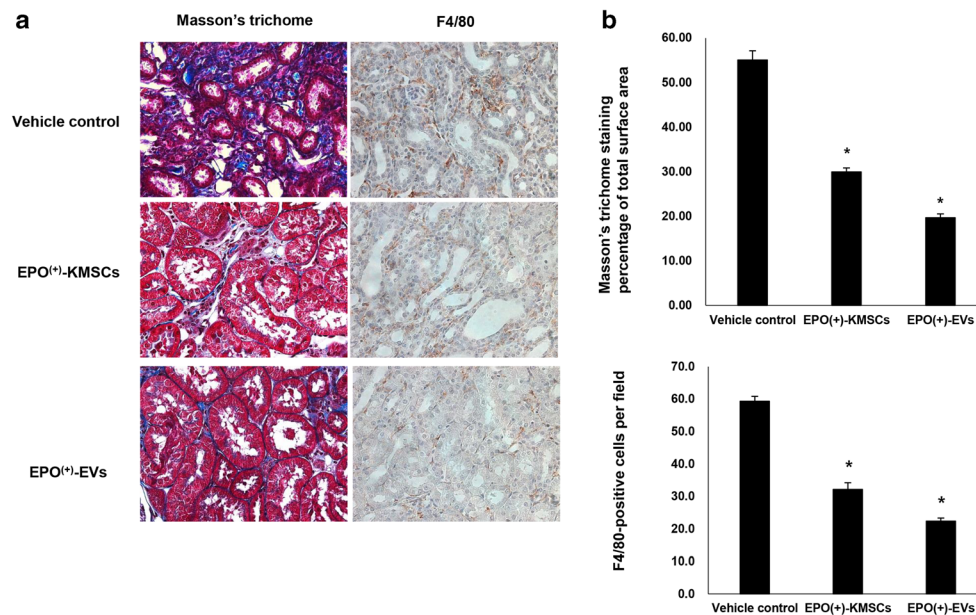 a
Masson's trichome
F4/80
Vehicle control
EPO(+)-KMSCs
EPO(+)-EVs
b
Masson's trichome staining
percentage of total surface area
60.00
50.00
40.00
30.00
20.00
10.00
0.00
*
*
Vehicle control
EPO(+)-KMSCs
EPO(+)-EVs
F4/80-positive cells per field
70.0
60.0
50.0
40.0
30.0
20.0
10.0
0.0
*
*
Vehicle control
EPO(+)-KMSCs
EPO(+)-EVs